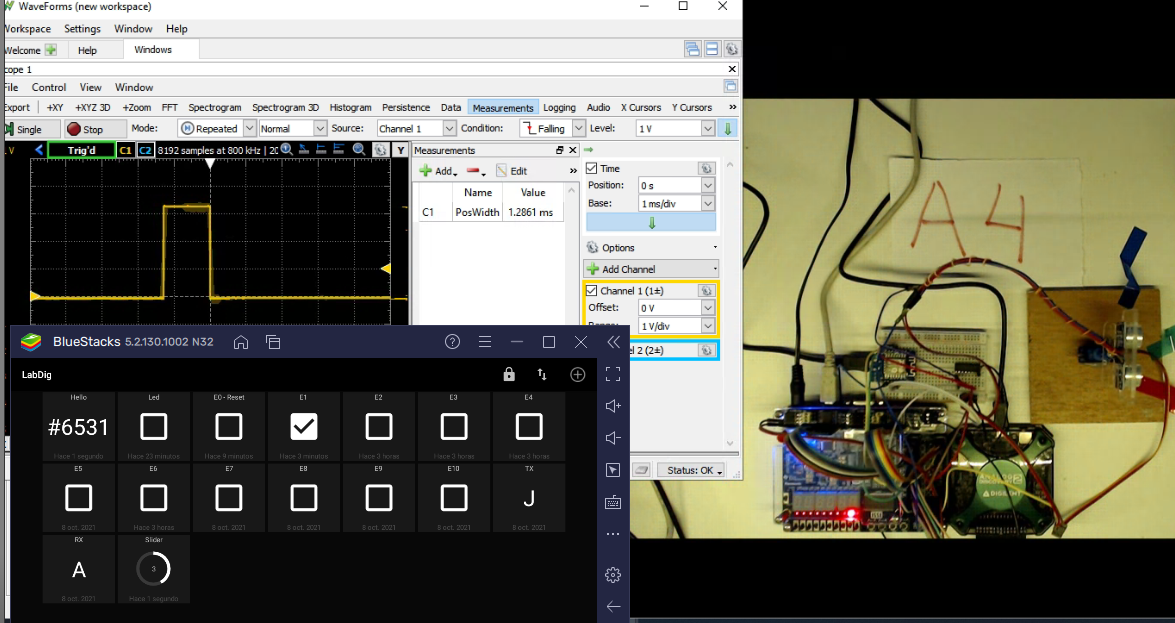 WaveForms (new workspace)
Workspace Settings Window Help
Welcome Help Windows
cope 1
File Control View Window
Export +XY +XYZ 3D +Zoom FFT Spectrogram Spectrogram 3D Histogram Persistence Data Measurements Logging Audio X Cursors Y Cursors »
Single Stop Mode: Repeated Normal Source: Channel 1 Condition: Falling Level: 1 V
V Trig'd C1 C2 8192 samples at 800 kHz | 20 Y
Measurements
Add Edit »
Name Value
C1 PosWidth 1.2861 ms
Time
Position: 0 s
Base: 1 ms/div
Options
Add Channel
Channel 1 (1±)
Offset: 0 V
Range: 1 V/div
el 2 (2±)
Status: OK
BlueStacks 5.2.130.1002 N32
LabDig
Hello Led E0 - Reset E1 E2 E3 E4
#6531
Hace 1 segundo Hace 23 minutos Hace 9 minutos Hace 3 minutos Hace 3 horas Hace 3 horas Hace 3 horas
E5 E6 E7 E8 E9 E10 TX
J
8 oct. 2021 Hace 3 horas 8 oct. 2021 8 oct. 2021 8 oct. 2021 8 oct. 2021 8 oct. 2021
RX Slider
A 3
8 oct. 2021 Hace 1 segundo
A4
DIGILENT